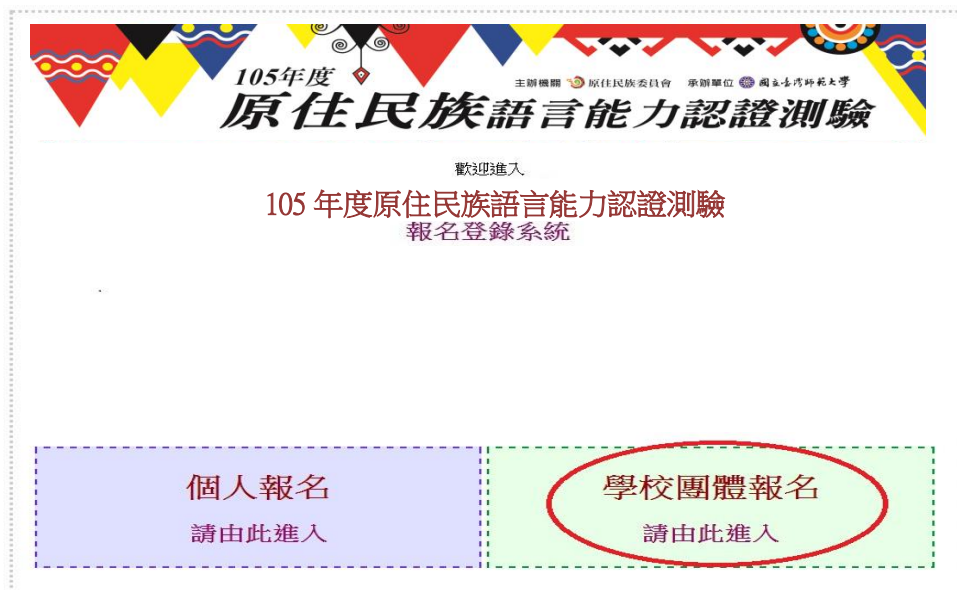 105年度
主辦機關 原住民族委員會 承辦單位 國立臺灣師範大學
原住民族語言能力認證測驗
歡迎進入
105 年度原住民族語言能力認證測驗
報名登錄系統
個人報名
請由此進入
學校團體報名
請由此進入